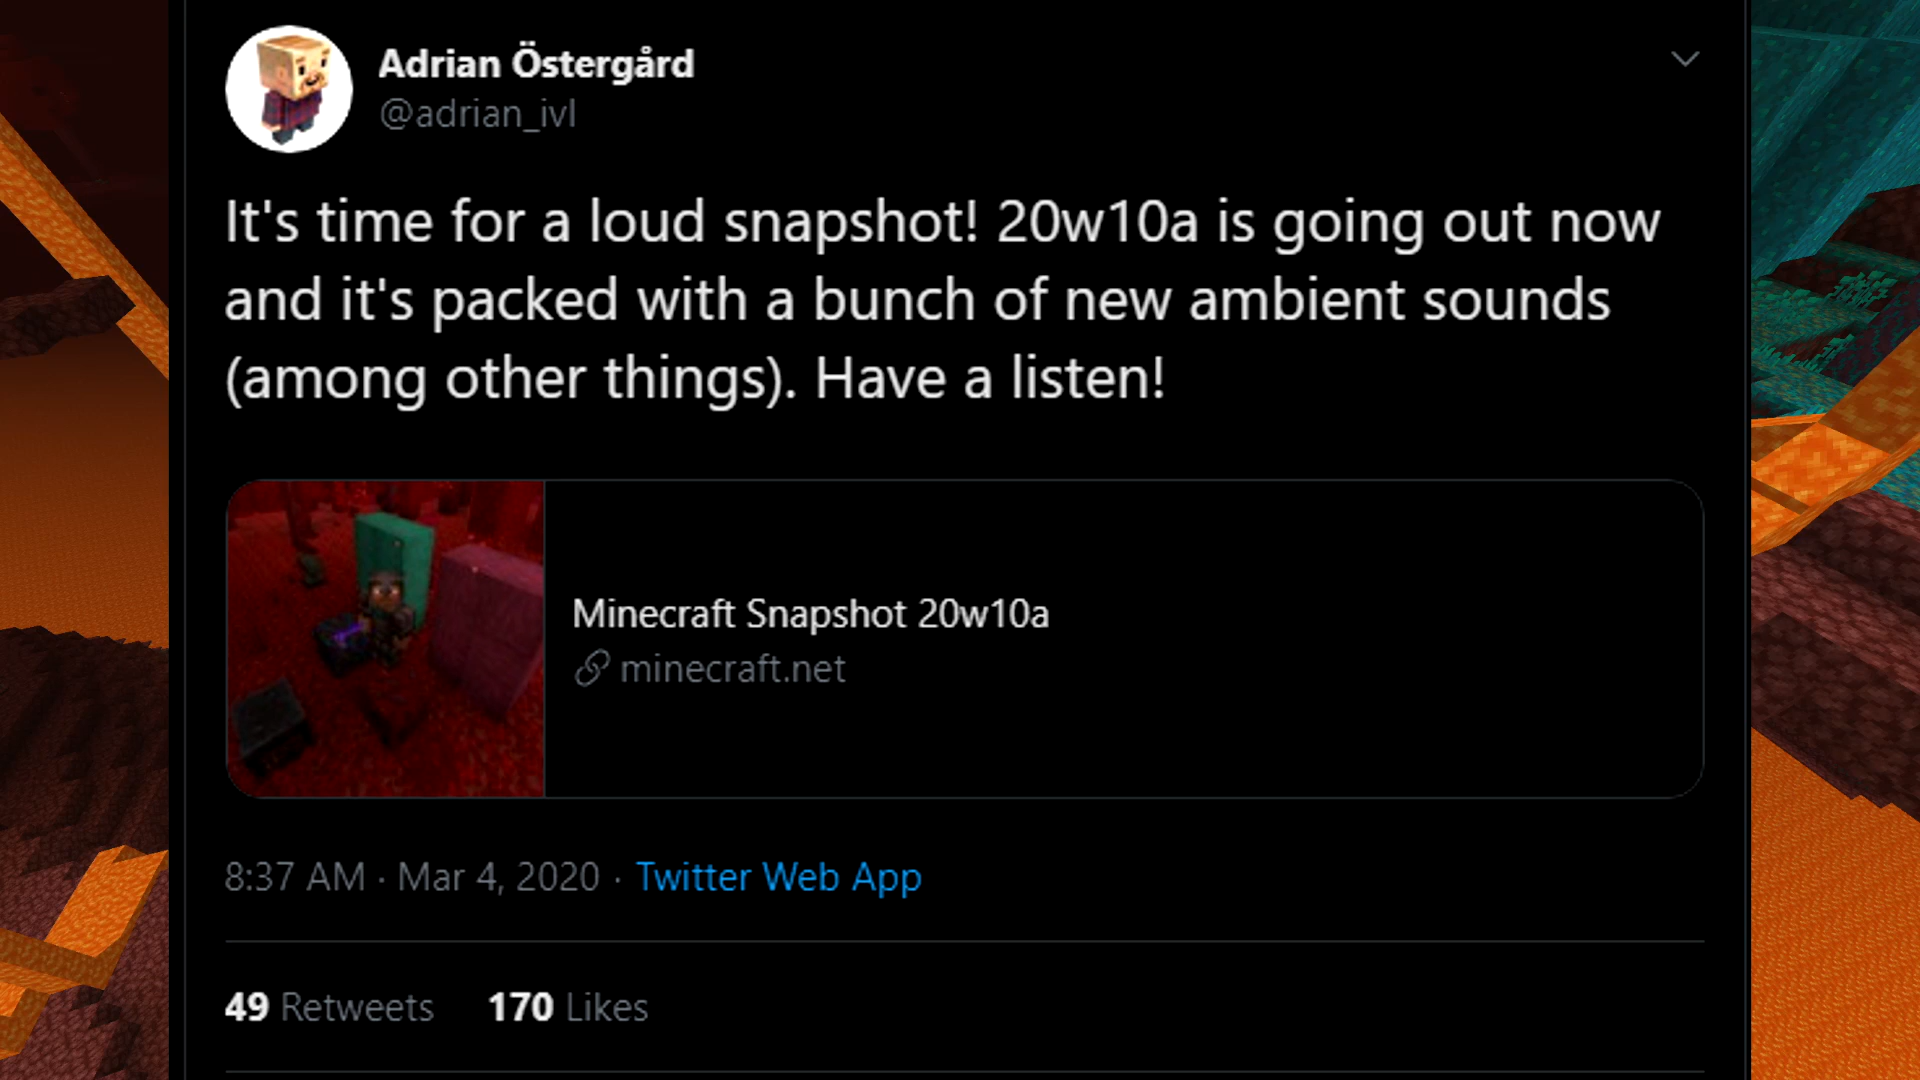 Adrian Östergård
@adrian_ivl
It's time for a loud snapshot! 20w10a is going out now
and it's packed with a bunch of new ambient sounds
(among other things). Have a listen!
Minecraft Snapshot 20w10a
minecraft.net
8:37 AM · Mar 4, 2020 · Twitter Web App
49 Retweets 170 Likes